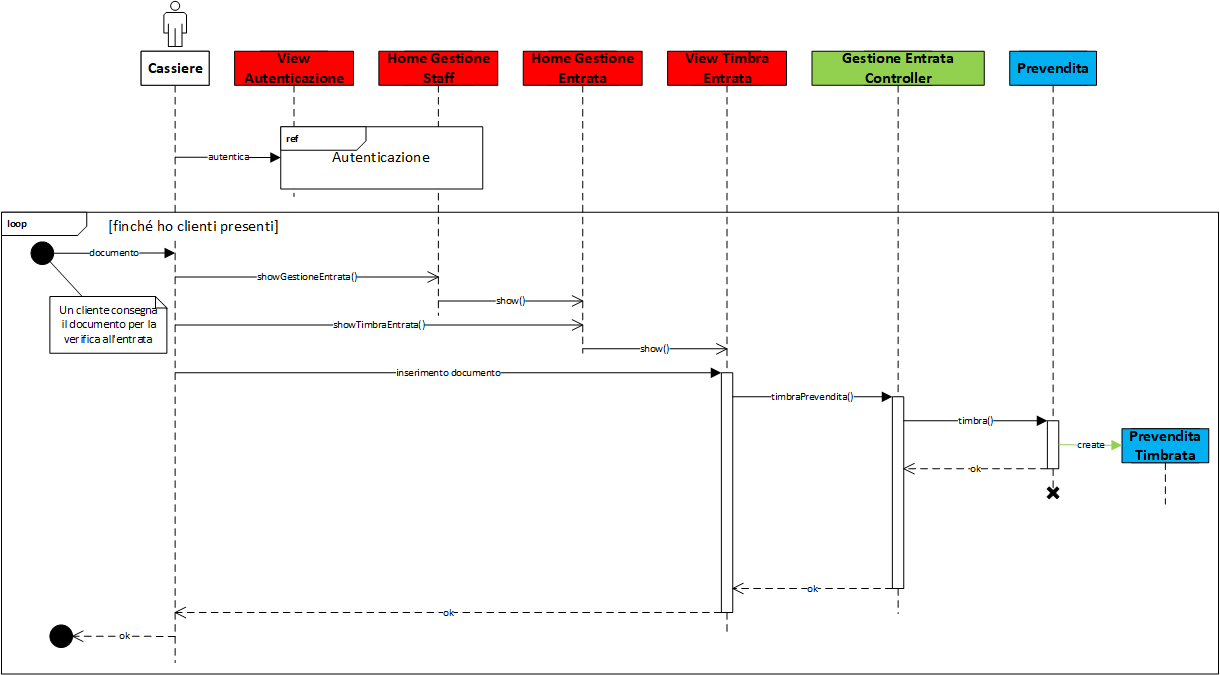 Cassiere
View
Autenticazione
Home Gestione
Staff
Home Gestione
Entrata
View Timbra
Entrata
Gestione Entrata
Controller
Prevendita
ref
Autenticazione
autentica
loop
[finché ho clienti presenti]
documento
showGestioneEntrata()
Un cliente consegna
il documento per la
verifica all'entrata
show()
showTimbraEntrata()
show()
inserimento documento
timbraPrevendita()
timbra()
create
Prevendita
Timbrata
ok
ok
ok
ok